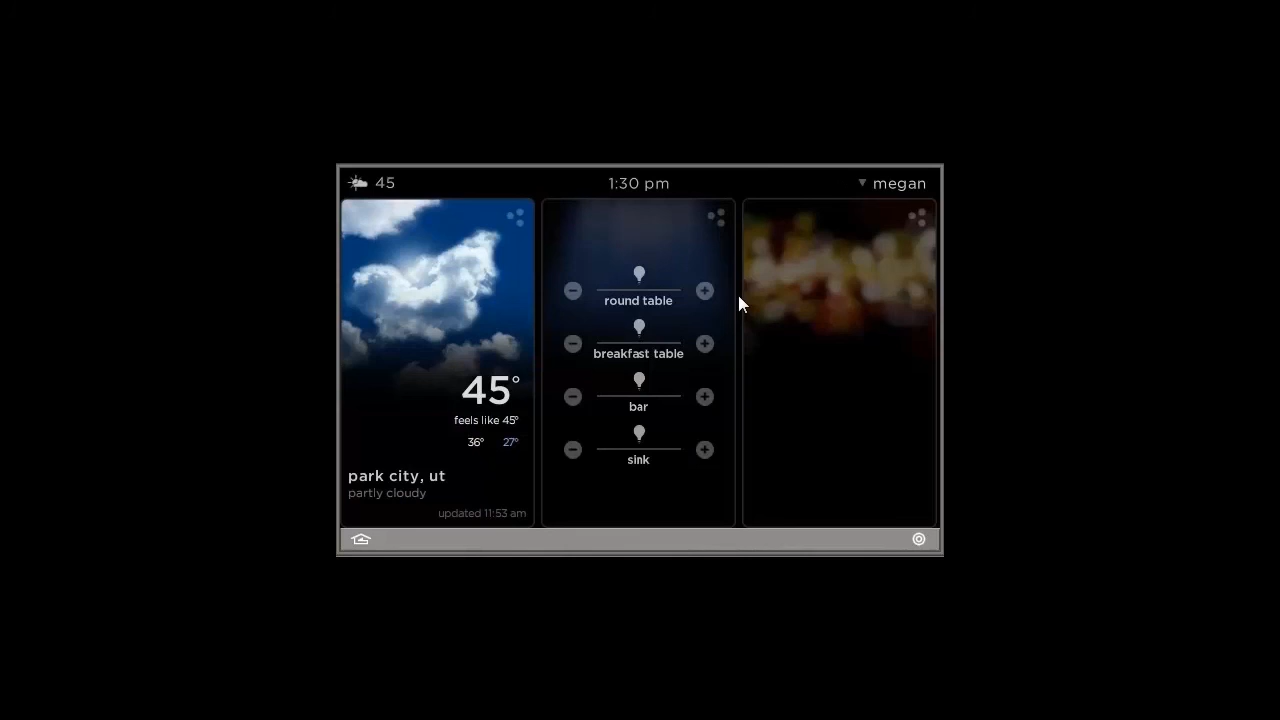 45
1:30 pm
megan
45°
feels like 45°
36° 27°
park city, ut
partly cloudy
updated 11:53 am
round table
breakfast table
bar
sink